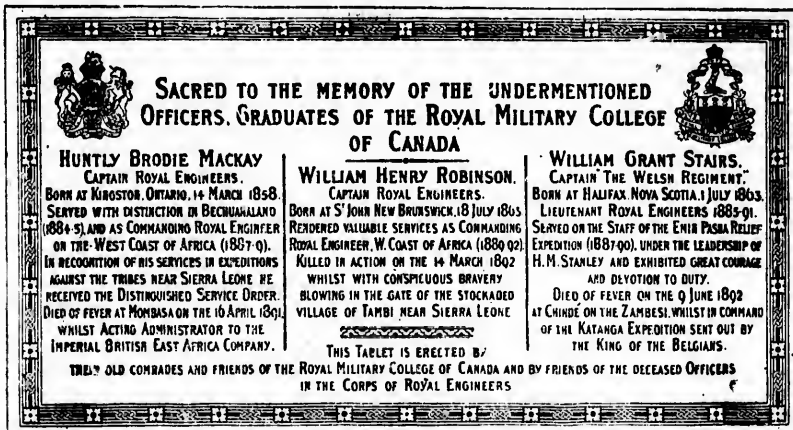 SACRED TO THE MEMORY OF THE UNDERMENTIONED
OFFICERS, GRADUATES OF THE ROYAL MILITARY COLLEGE
OF CANADA
HUNTLY BRODIE MACKAY
CAPTAIN ROYAL ENGINEERS.
BORN AT KINGSTON, ONTARIO, 14 MARCH 1858.
SERVED WITH DISTINCTION IN BECHUANALAND
(1884-5), AND AS COMMANDING ROYAL ENGINEER
ON THE WEST COAST OF AFRICA (1887-9).
IN RECOGNITION OF HIS SERVICES IN EXPEDITIONS
AGAINST THE TRIBES NEAR SIERRA LEONE HE
RECEIVED THE DISTINGUISHED SERVICE ORDER.
DIED OF FEVER AT MOMBASA ON THE 16 APRIL 1891,
WHILST ACTING ADMINISTRATOR TO THE
IMPERIAL BRITISH EAST AFRICA COMPANY.
WILLIAM HENRY ROBINSON,
CAPTAIN ROYAL ENGINEERS.
BORN AT ST JOHN NEW BRUNSWICK, 18 JULY 1863
RENDERED VALUABLE SERVICES AS COMMANDING
ROYAL ENGINEER, W. COAST OF AFRICA (1889 92)
KILLED IN ACTION ON THE 14 MARCH 1892
WHILST WITH CONSPICUOUS BRAVERY
BLOWING IN THE GATE OF THE STOCKADED
VILLAGE OF TAMBI NEAR SIERRA LEONE
WILLIAM GRANT STAIRS,
CAPTAIN "THE WELSH REGIMENT."
BORN AT HALIFAX, NOVA SCOTIA, 1 JULY 1863,
LIEUTENANT ROYAL ENGINEERS 1885-91.
SERVED ON THE STAFF OF THE EMIN PASHA RELIEF
EXPEDITION (1887-90), UNDER THE LEADERSHIP OF
H. M. STANLEY AND EXHIBITED GREAT COURAGE
AND DEVOTION TO DUTY.
DIED OF FEVER ON THE 9 JUNE 1892
AT CHINDE ON THE ZAMBESI, WHILST IN COMMAND
OF THE KATANGA EXPEDITION SENT OUT BY
THE KING OF THE BELGIANS.
THIS TABLET IS ERECTED BY
THEIR OLD COMRADES AND FRIENDS OF THE ROYAL MILITARY COLLEGE OF CANADA AND BY FRIENDS OF THE DECEASED OFFICERS
IN THE CORPS OF ROYAL ENGINEERS